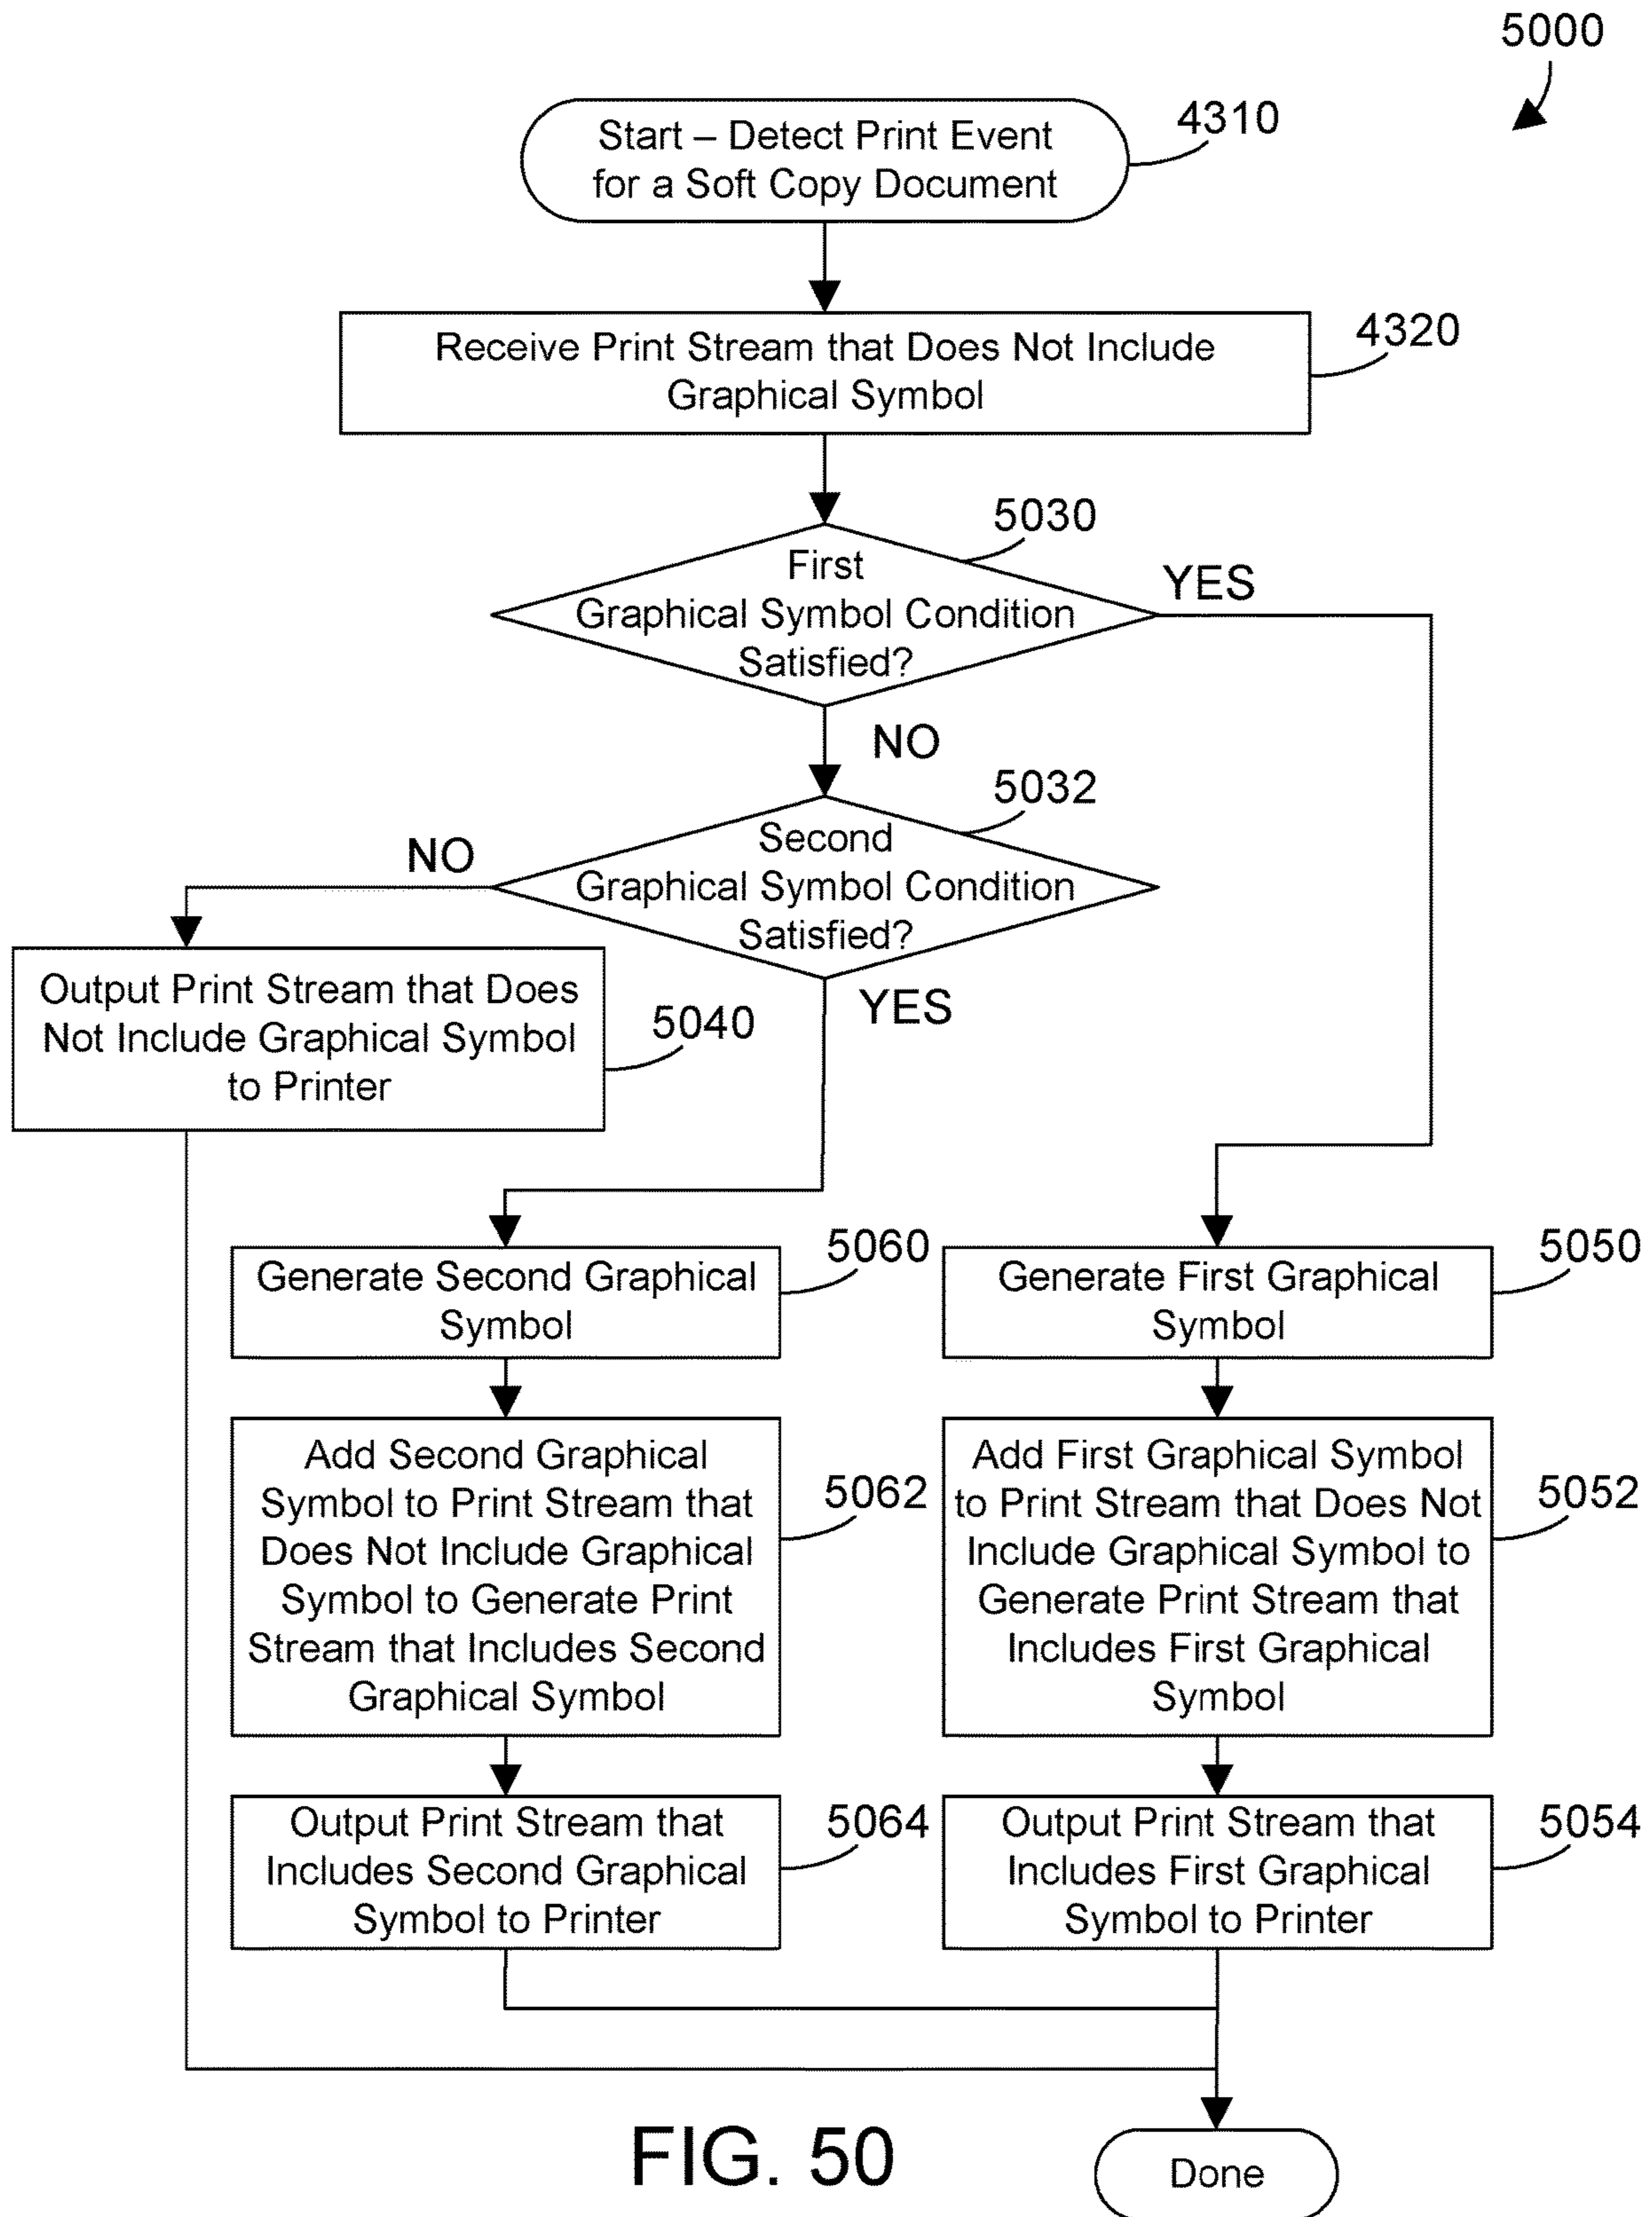 5000
Start – Detect Print Event
for a Soft Copy Document
4310
Receive Print Stream that Does Not Include
Graphical Symbol
4320
First
Graphical Symbol Condition
Satisfied?
5030
YES
NO
Second
Graphical Symbol Condition
Satisfied?
5032
NO
YES
Output Print Stream that Does
Not Include Graphical Symbol
to Printer
5040
Generate Second Graphical
Symbol
5060
Generate First Graphical
Symbol
5050
Add Second Graphical
Symbol to Print Stream that
Does Not Include Graphical
Symbol to Generate Print
Stream that Includes Second
Graphical Symbol
5062
Add First Graphical Symbol
to Print Stream that Does Not
Include Graphical Symbol to
Generate Print Stream that
Includes First Graphical
Symbol
5052
Output Print Stream that
Includes Second Graphical
Symbol to Printer
5064
Output Print Stream that
Includes First Graphical
Symbol to Printer
5054
FIG. 50
Done